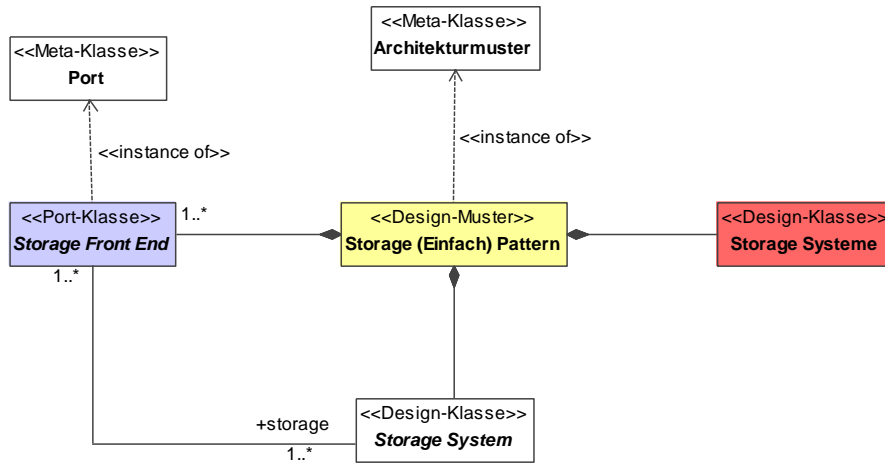 <<Meta-Klasse>>
Port
<<Meta-Klasse>>
Architekturmuster
<<instance of>>
<<instance of>>
<<Port-Klasse>>
Storage Front End
1..*
<<Design-Muster>>
Storage (Einfach) Pattern
<<Design-Klasse>>
Storage Systeme
1..*
+storage
1..*
<<Design-Klasse>>
Storage System